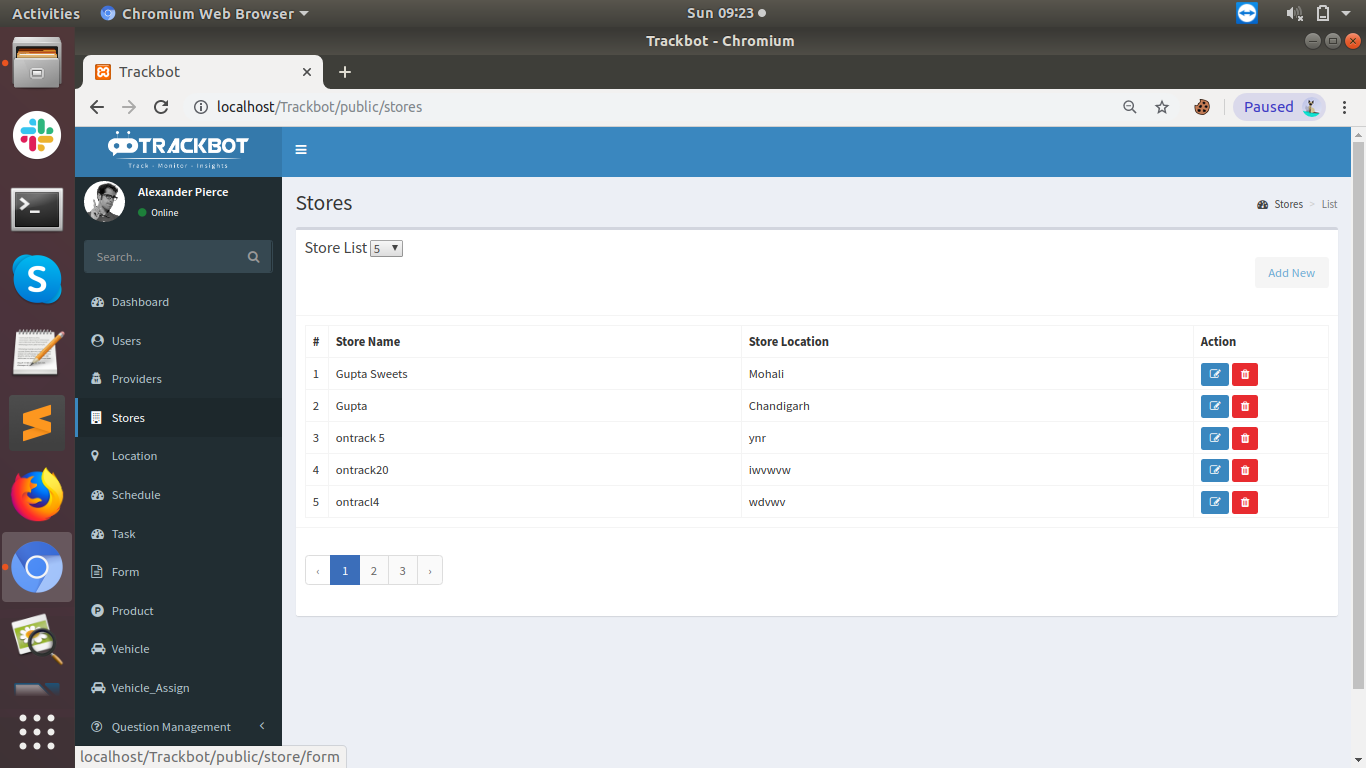 Activities Chromium Web Browser Sun 09:23
Trackbot - Chromium
Trackbot
localhost/Trackbot/public/stores Paused
TRACKBOT
Track - Monitor - Insights
Alexander Pierce
Online
Search...
Dashboard
Users
Providers
Stores
Location
Schedule
Task
Form
Product
Vehicle
Vehicle_Assign
Question Management
Stores
Stores > List
Store List 5
Add New
# Store Name Store Location Action
1 Gupta Sweets Mohali
2 Gupta Chandigarh
3 ontrack 5 ynr
4 ontrack20 iwvwvw
5 ontracl4 wdvwv
‹ 1 2 3 ›
localhost/Trackbot/public/store/form